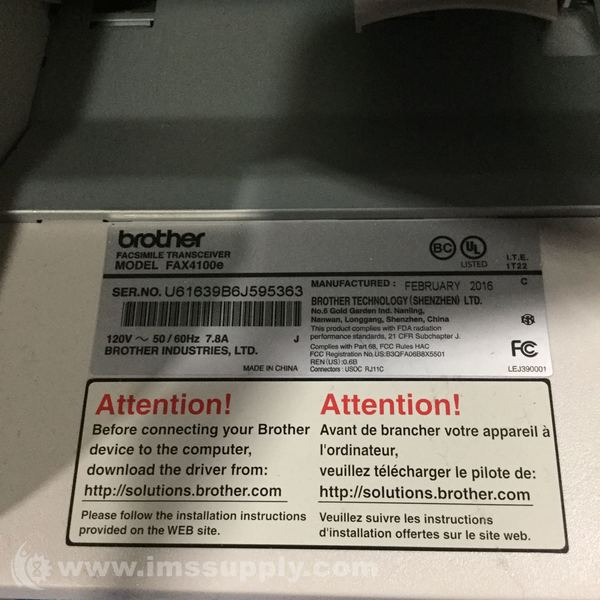 brother
FACSIMILE TRANSCEIVER
MODEL FAX4100e
BC
UL
LISTED
I.T.E.
1T22
SER.NO. U61639B6J595363
MANUFACTURED : FEBRUARY 2016 C
BROTHER TECHNOLOGY (SHENZHEN) LTD.
No.6 Gold Garden Ind. Nanling,
Nanwan, Longgang, Shenzhen, China
This product complies with FDA radiation
performance standards, 21 CFR Subchapter J.
120V ~ 50/60Hz 7.8A J
BROTHER INDUSTRIES, LTD.
MADE IN CHINA
Complies with Part 68, FCC Rules HAC
FCC Registration No.US:B3QFA06B8X5501
REN (US) :0.6B
Connectors : USOC RJ11C
FC
LEJ390001
Attention!
Before connecting your Brother
device to the computer,
download the driver from:
http://solutions.brother.com
Please follow the installation instructions
provided on the WEB site.
Attention!
Avant de brancher votre appareil à
l'ordinateur,
veuillez télécharger le pilote de:
http://solutions.brother.com
Veuillez suivre les instructions
d'installation offertes sur le site web.
www.imssupply.com